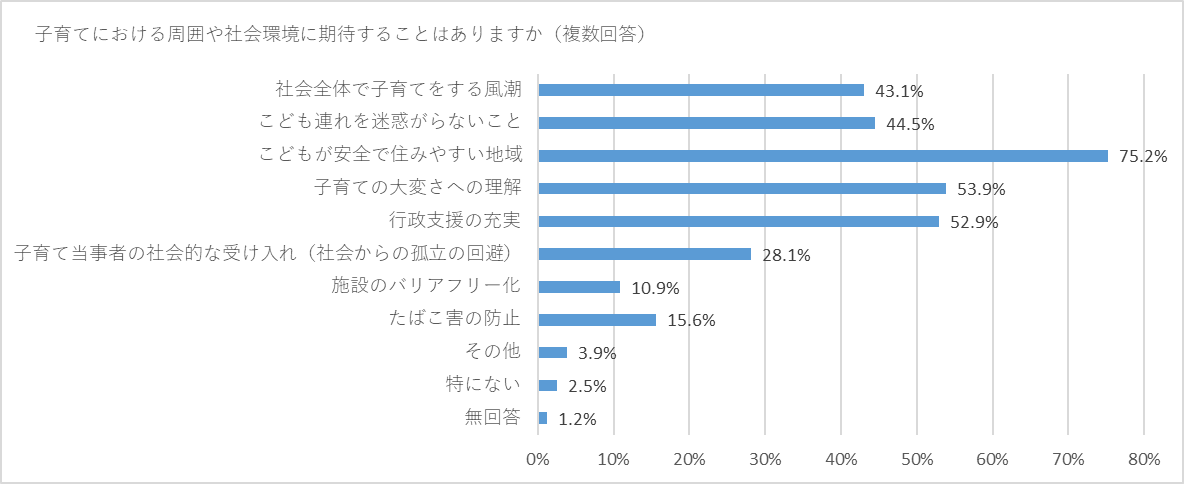 子育てにおける周囲や社会環境に期待することはありますか（複数回答）
社会全体で子育てをする風潮 43.1%
こども連れを迷惑がらないこと 44.5%
こどもが安全で住みやすい地域 75.2%
子育ての大変さへの理解 53.9%
行政支援の充実 52.9%
子育て当事者の社会的な受け入れ（社会からの孤立の回避） 28.1%
施設のバリアフリー化 10.9%
たばこ害の防止 15.6%
その他 3.9%
特にない 2.5%
無回答 1.2%
0% 10% 20% 30% 40% 50% 60% 70% 80%